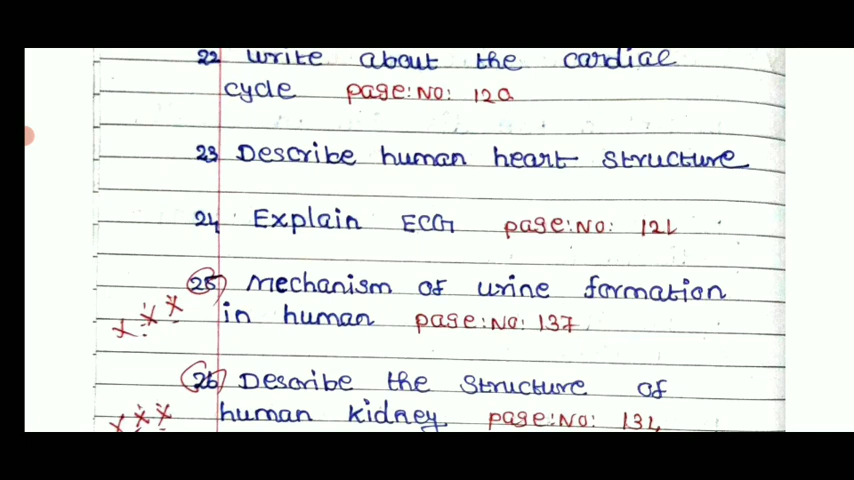 22 Write about the cardiac
cycle page:No: 120
23 Describe human heart structure
24 Explain ECG page:No: 121
25 Mechanism of urine formation
in human page:No: 137
26 Describe the structure of
human kidney page:No: 134